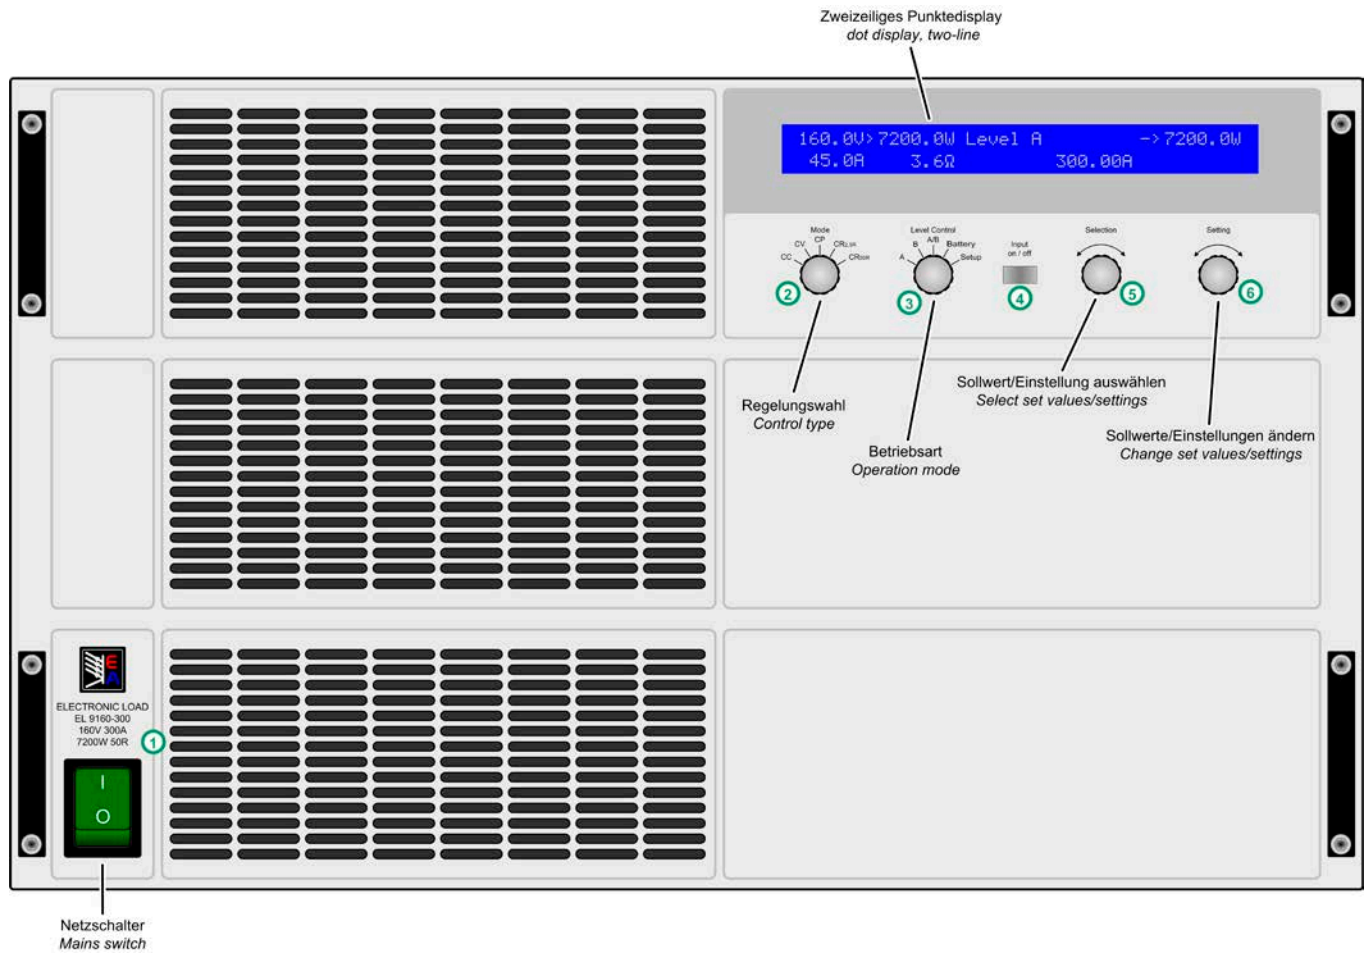 Zweizeiliges Punktedisplay
dot display, two-line
160.0V>7200.0W Level A ->7200.0W
45.0A 3.6Ω 300.00A
Mode
CC
CV
CP
Level Control
A
B
A/B
Battery
Setup
Input
on / off
Selection
Setting
2
3
4
5
6
Regelungswahl
Control type
Betriebsart
Operation mode
Sollwert/Einstellung auswählen
Select set values/settings
Sollwerte/Einstellungen ändern
Change set values/settings
E
A
ELECTRONIC LOAD
EL 9160-300
160V 300A
7200W 50R
1
I
O
Netzschalter
Mains switch